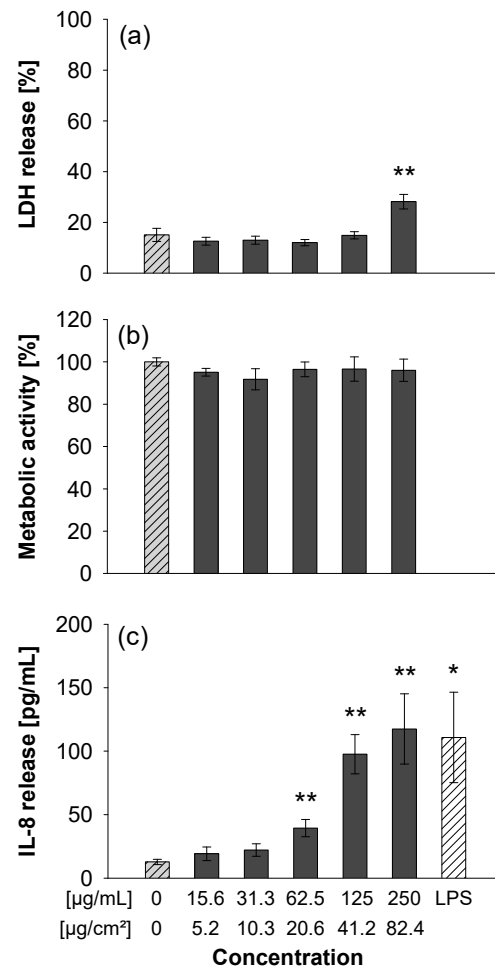 (a)
LDH release [%]
100
80
60
40
20
0
**
(b)
Metabolic activity [%]
120
100
80
60
40
20
0
(c)
IL-8 release [pg/mL]
200
150
100
50
0
** ** ** *
[µg/mL] 0 15.6 31.3 62.5 125 250 LPS
[µg/cm²] 0 5.2 10.3 20.6 41.2 82.4
Concentration